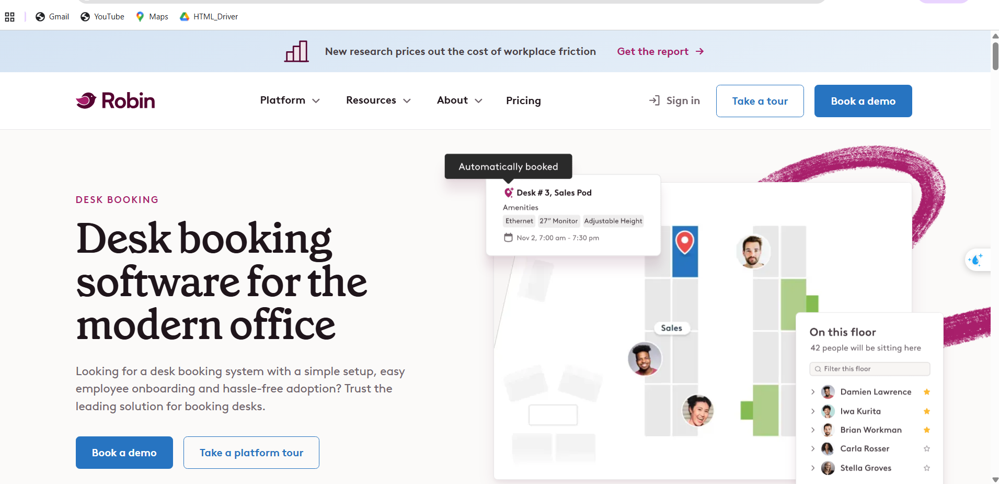 Gmail
YouTube
Maps
HTML_Driver
New research prices out the cost of workplace friction
Get the report →
Robin
Platform
Resources
About
Pricing
Sign in
Take a tour
Book a demo
DESK BOOKING
Desk booking
software for the
modern office
Looking for a desk booking system with a simple setup, easy
employee onboarding and hassle-free adoption? Trust the
leading solution for booking desks.
Book a demo
Take a platform tour
Automatically booked
Desk # 3, Sales Pod
Amenities
Ethernet
27” Monitor
Adjustable Height
Nov 2, 7:00 am - 7:30 pm
Sales
On this floor
42 people will be sitting here
Filter this floor
Damien Lawrence
Iwa Kurita
Brian Workman
Carla Rosser
Stella Groves